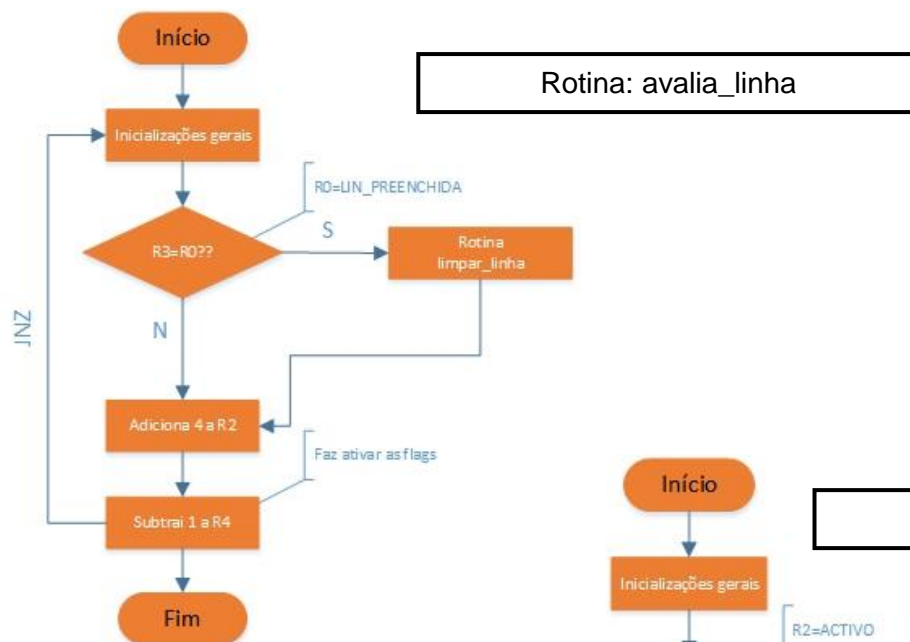 Início
Rotina: avalia_linha
Inicializações gerais
R0=LIN_PREENCHIDA
R3=R0??
S
Rotina
limpar_linha
JNZ
N
Adiciona 4 a R2
Faz ativar as flags
Subtrai 1 a R4
Fim
Início
Inicializações gerais
R2=ACTIVO